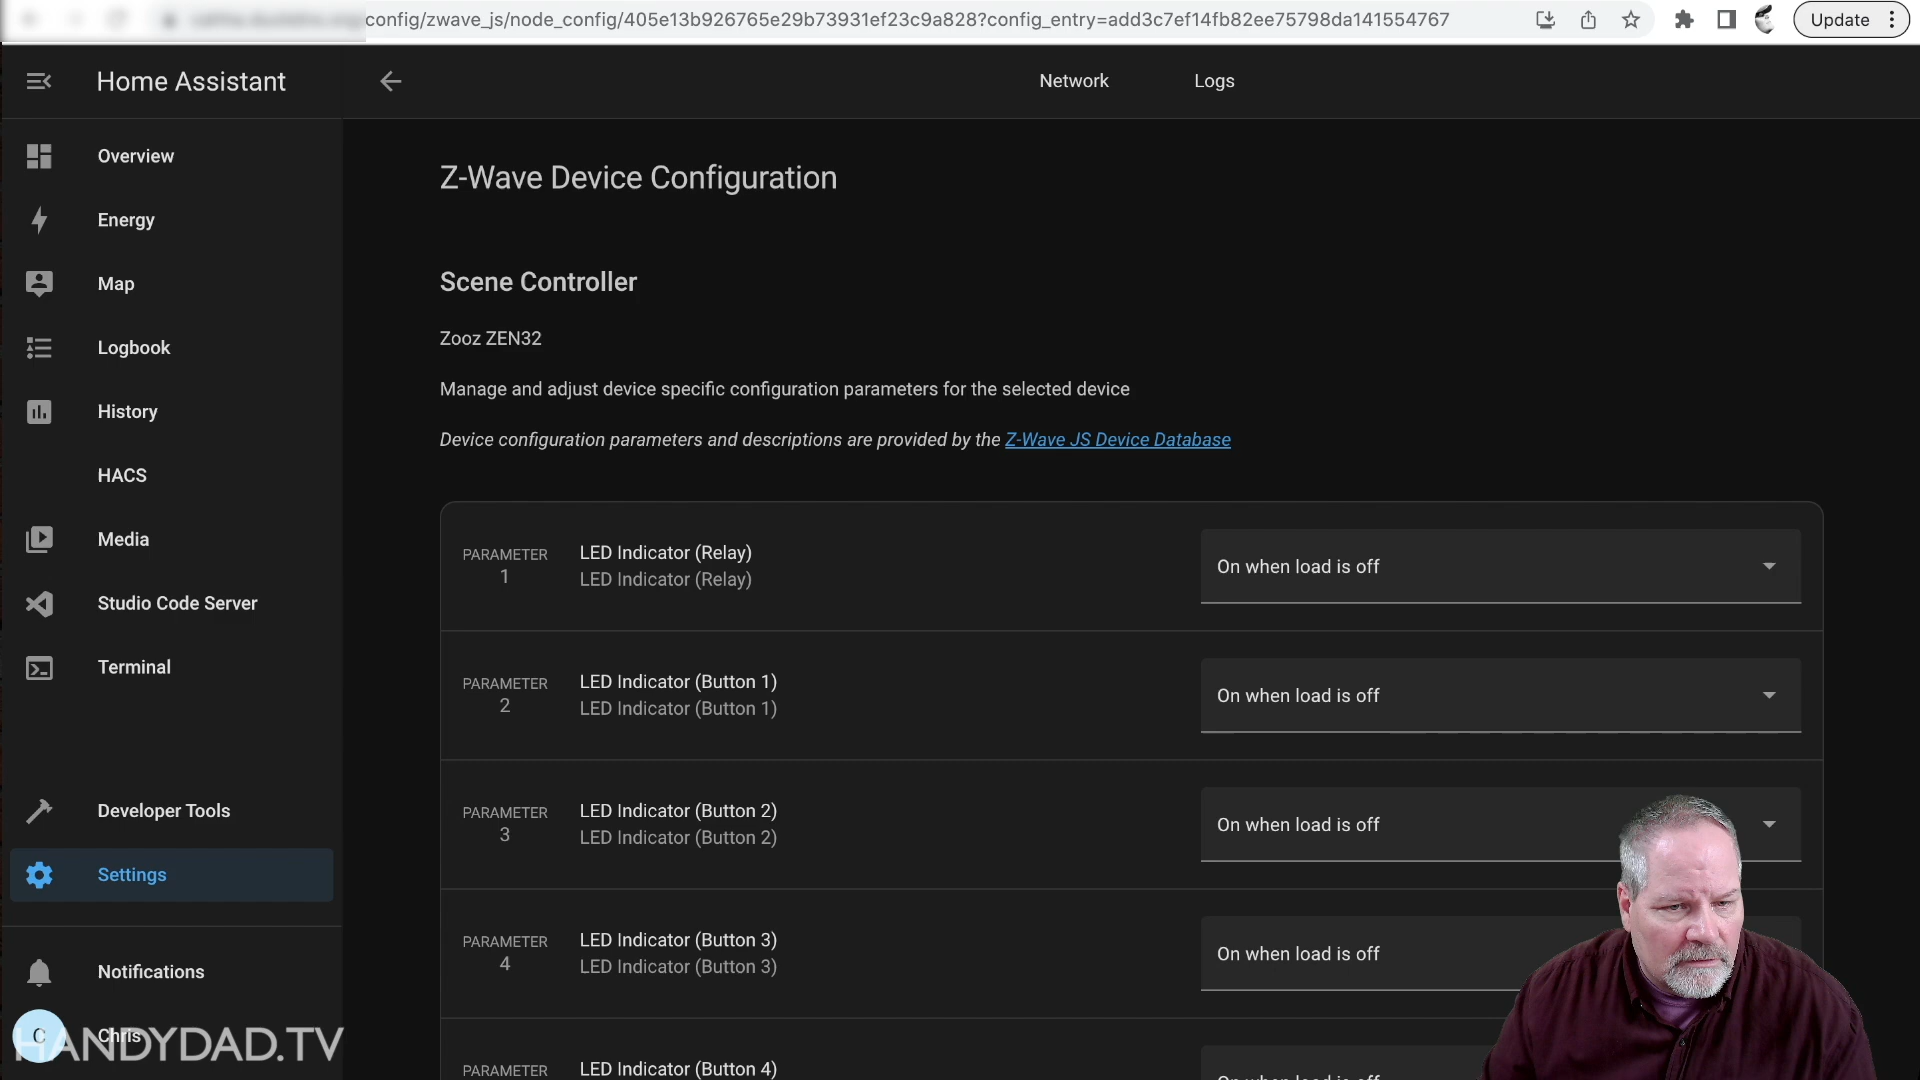 config/zwave_js/node_config/405e13b926765e29b73931ef23c9a828?config_entry=add3c7ef14fb82ee75798da141554767
Update
Home Assistant
Network
Logs
Overview
Energy
Map
Logbook
History
HACS
Media
Studio Code Server
Terminal
Developer Tools
Settings
Notifications
C
Chris
HANDYDAD.TV
Z-Wave Device Configuration
Scene Controller
Zooz ZEN32
Manage and adjust device specific configuration parameters for the selected device
Device configuration parameters and descriptions are provided by the Z-Wave JS Device Database
PARAMETER
1
LED Indicator (Relay)
LED Indicator (Relay)
On when load is off
PARAMETER
2
LED Indicator (Button 1)
LED Indicator (Button 1)
On when load is off
PARAMETER
3
LED Indicator (Button 2)
LED Indicator (Button 2)
On when load is off
PARAMETER
4
LED Indicator (Button 3)
LED Indicator (Button 3)
On when load is off
PARAMETER
LED Indicator (Button 4)
On when load is off